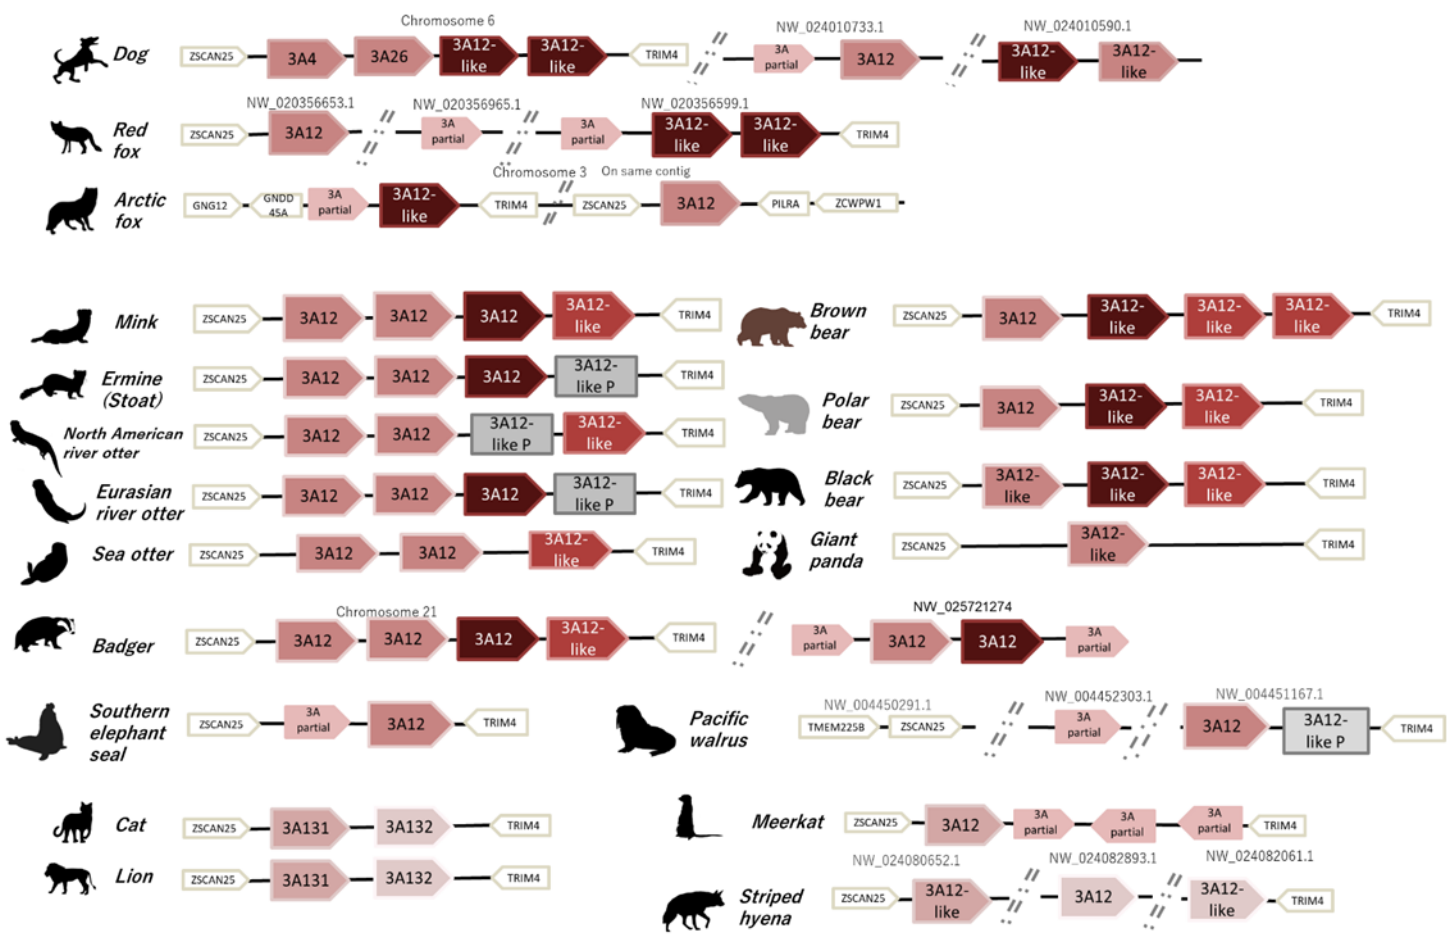 Chromosome 6
NW_024010733.1
NW_024010590.1
Dog
ZSCAN25
3A4
3A26
3A12-
like
3A12-
like
TRIM4
3A
partial
3A12
3A12-
like
3A12-
like
NW_020356653.1
NW_020356965.1
NW_020356599.1
Red
fox
ZSCAN25
3A12
3A
partial
3A
partial
3A12-
like
3A12-
like
TRIM4
Chromosome 3
On same contig
Arctic
fox
GNG12
GNDD
45A
3A
partial
3A12-
like
TRIM4
ZSCAN25
3A12
PILRA
ZCWPW1
Mink
ZSCAN25
3A12
3A12
3A12
3A12-
like
TRIM4
Brown
bear
ZSCAN25
3A12
3A12-
like
3A12-
like
3A12-
like
TRIM4
Ermine
(Stoat)
ZSCAN25
3A12
3A12
3A12
3A12-
like P
TRIM4
Polar
bear
ZSCAN25
3A12
3A12-
like
3A12-
like
TRIM4
North American
river otter
ZSCAN25
3A12
3A12
3A12-
like P
3A12-
like
TRIM4
Eurasian
river otter
ZSCAN25
3A12
3A12
3A12
3A12-
like P
TRIM4
Black
bear
ZSCAN25
3A12-
like
3A12-
like
3A12-
like
TRIM4
Sea otter
ZSCAN25
3A12
3A12
3A12-
like
TRIM4
Giant
panda
ZSCAN25
3A12-
like
TRIM4
Chromosome 21
NW_025721274
Badger
ZSCAN25
3A12
3A12
3A12
3A12-
like
TRIM4
3A
partial
3A12
3A12
3A
partial
Southern
elephant
seal
ZSCAN25
3A
partial
3A12
TRIM4
NW_004450291.1
NW_004452303.1
NW_004451167.1
Pacific
walrus
TMEM225B
ZSCAN25
3A
partial
3A12
3A12-
like P
TRIM4
Cat
ZSCAN25
3A131
3A132
TRIM4
Meerkat
ZSCAN25
3A12
3A
partial
3A
partial
3A
partial
TRIM4
Lion
ZSCAN25
3A131
3A132
TRIM4
NW_024080652.1
NW_024082893.1
NW_024082061.1
Striped
hyena
ZSCAN25
3A12-
like
3A12
3A12-
like
TRIM4